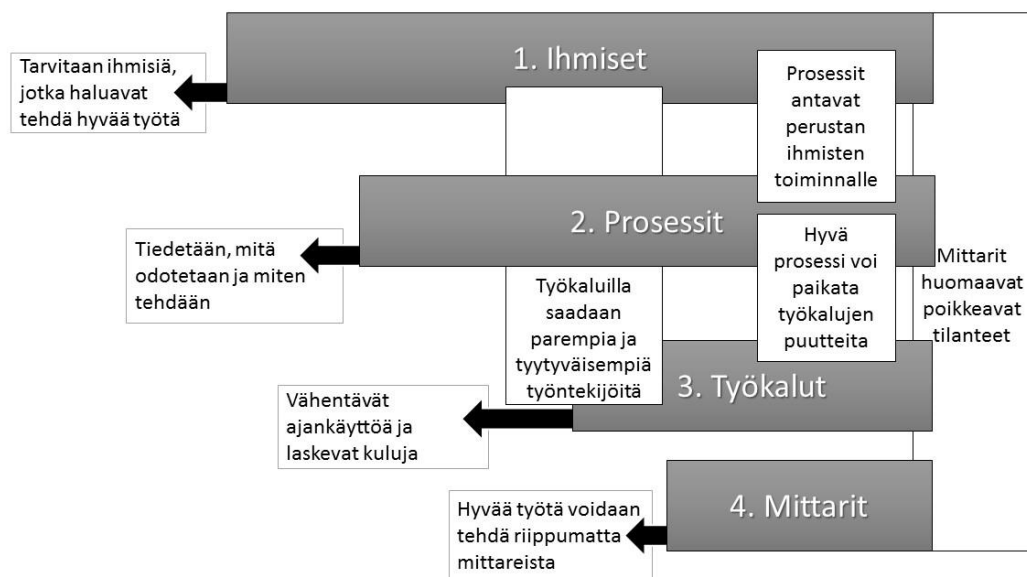 1. Ihmiset
Tarvitaan ihmisiä,
jotka haluavat
tehdä hyvää työtä
Prosessit
antavat
perustan
ihmisten
toiminnalle
2. Prosessit
Tiedetään, mitä
odotetaan ja miten
tehdään
Hyvä
prosessi voi
paikata
työkalujen
puutteita
Mittarit
huomaavat
poikkeavat
tilanteet
Työkaluilla
saadaan
parempia ja
tyytyväisempiä
työntekijöitä
3. Työkalut
Vähentävät
ajankäyttöä ja
laskevat kuluja
4. Mittarit
Hyvää työtä voidaan
tehdä riippumatta
mittareista